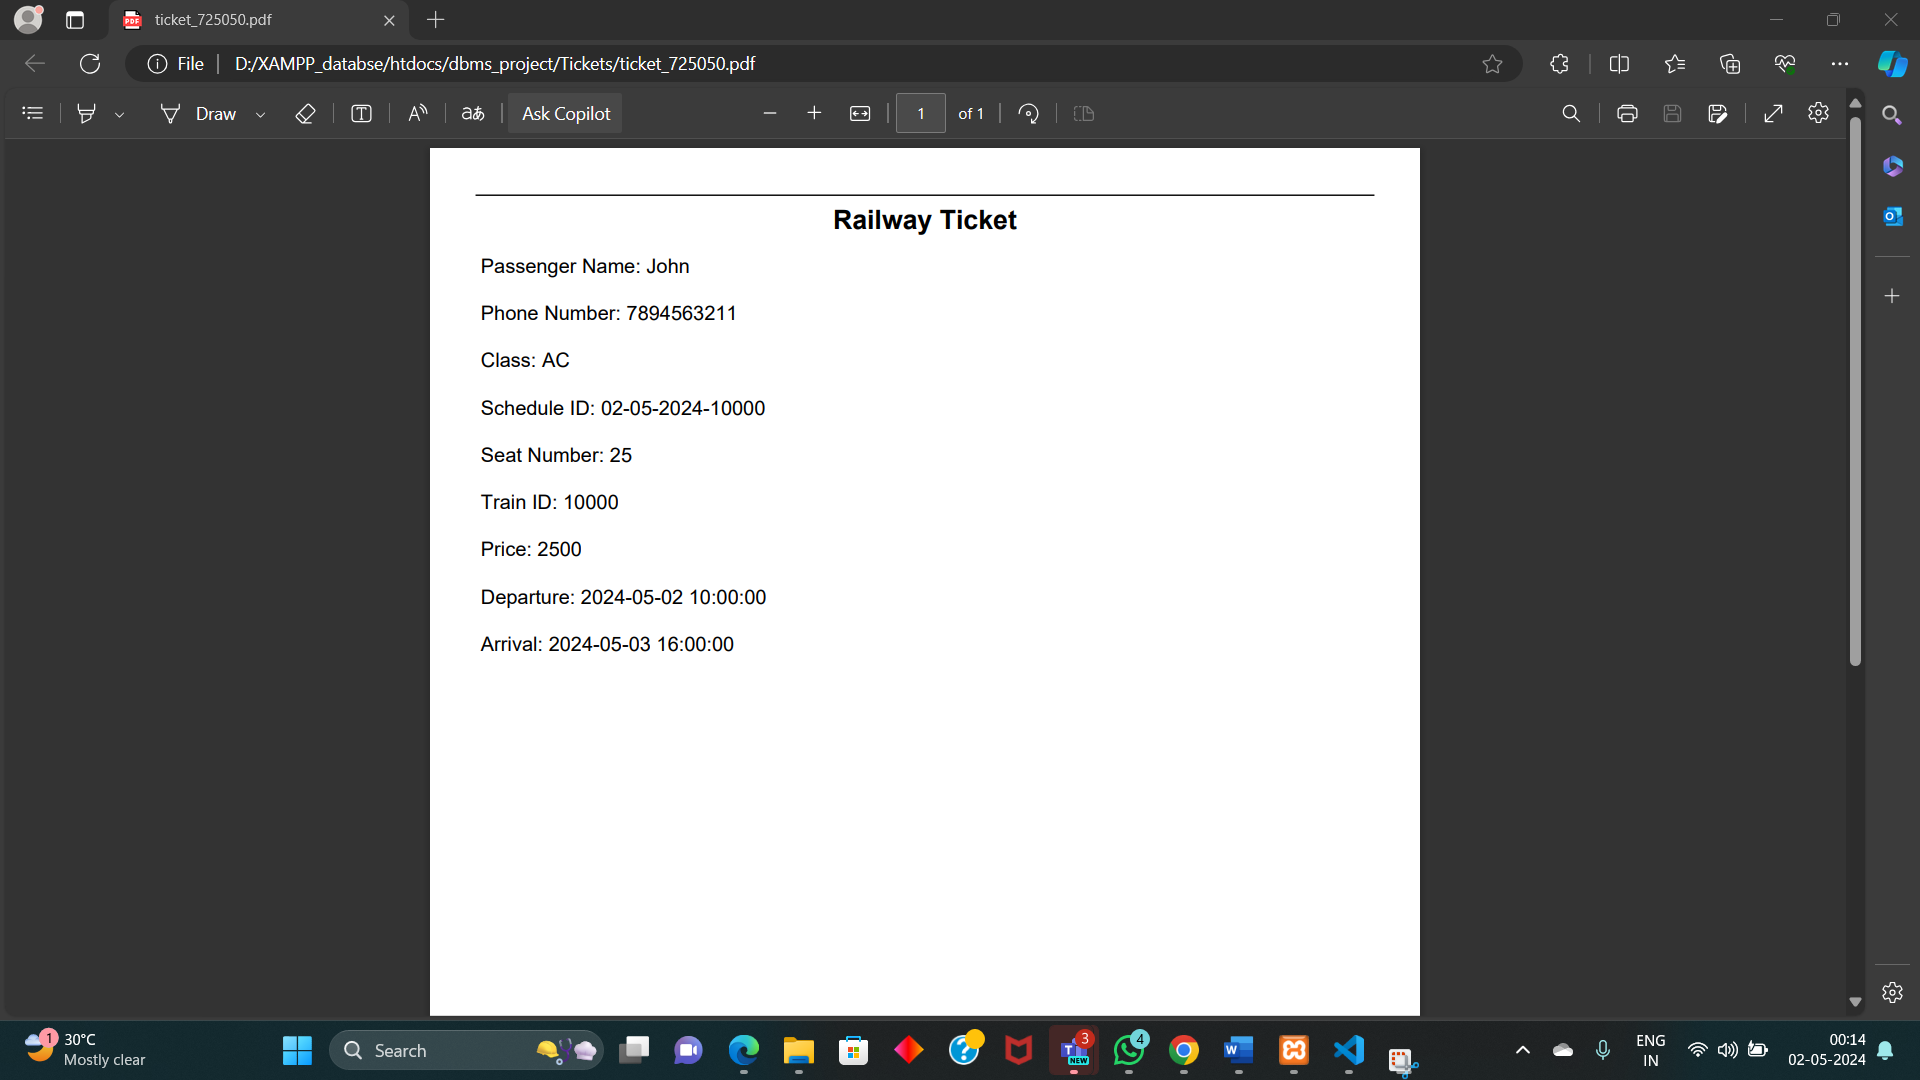 ticket_725050.pdf
File
D:/XAMPP_databse/htdocs/dbms_project/Tickets/ticket_725050.pdf
Draw
aあ
Ask Copilot
1
of 1
Railway Ticket
Passenger Name: John
Phone Number: 7894563211
Class: AC
Schedule ID: 02-05-2024-10000
Seat Number: 25
Train ID: 10000
Price: 2500
Departure: 2024-05-02 10:00:00
Arrival: 2024-05-03 16:00:00
1
30°C
Mostly clear
Search
3
NEW
4
ENG
IN
00:14
02-05-2024